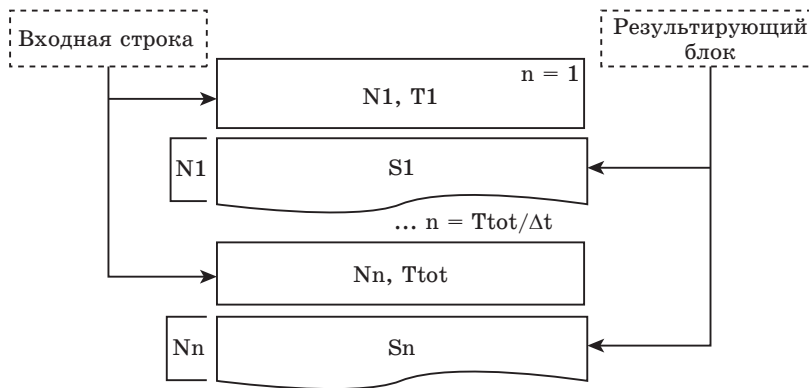 Входная строка
Результирующий
блок
n = 1
N1, T1
N1
S1
... n = Ttot/Δt
Nn, Ttot
Nn
Sn